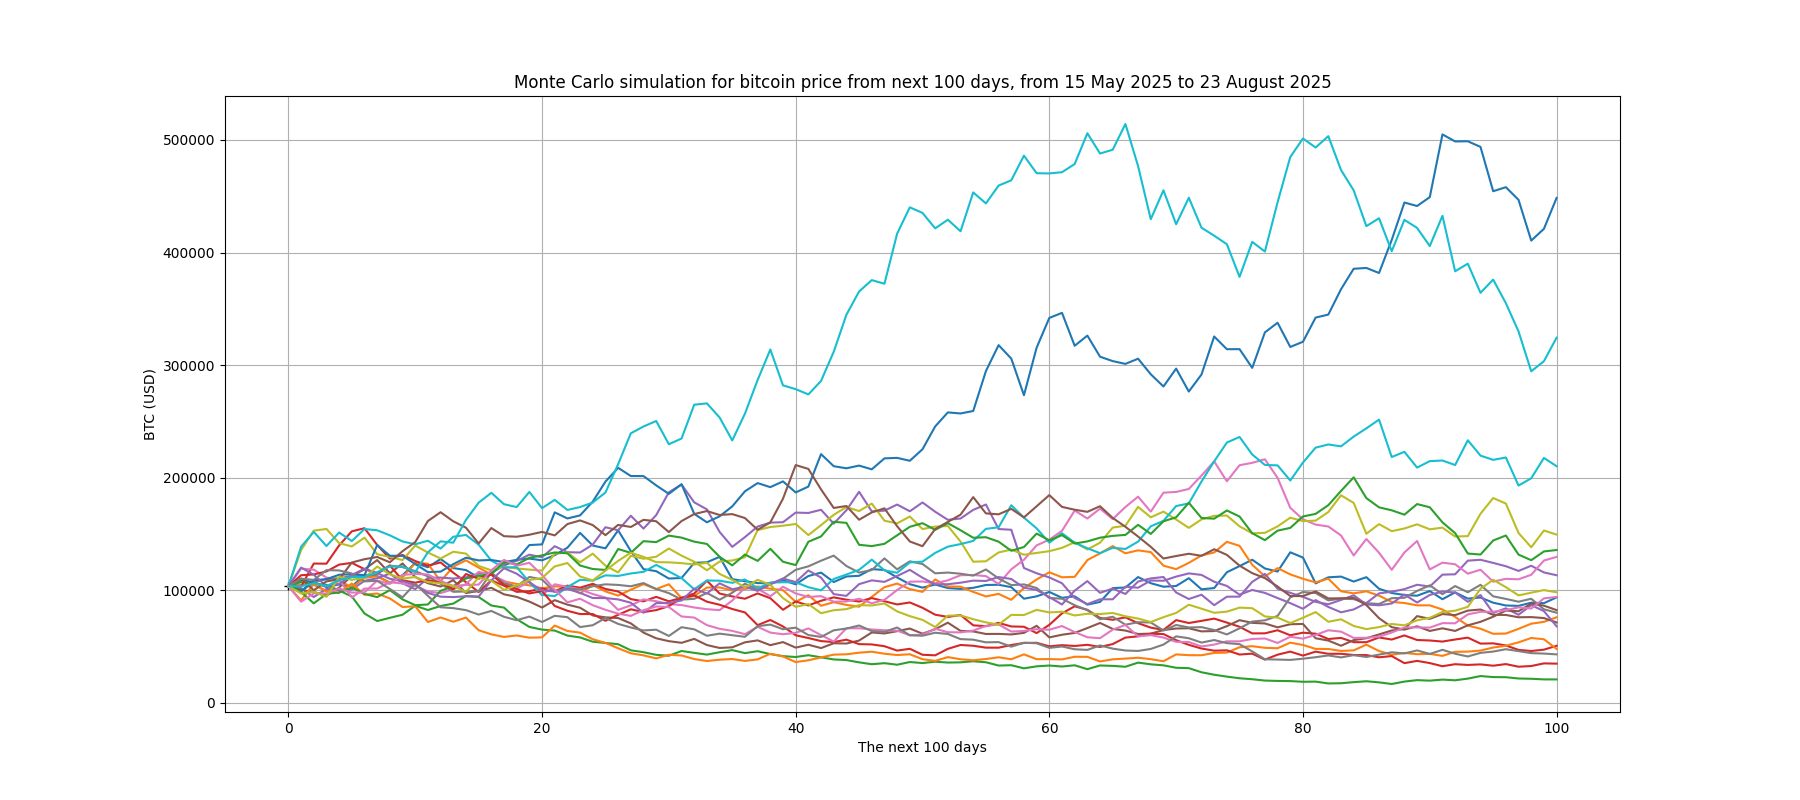 Monte Carlo simulation for bitcoin price from next 100 days, from 15 May 2025 to 23 August 2025
500000
400000
300000
200000
100000
0
BTC (USD)
0 20 40 60 80 100
The next 100 days